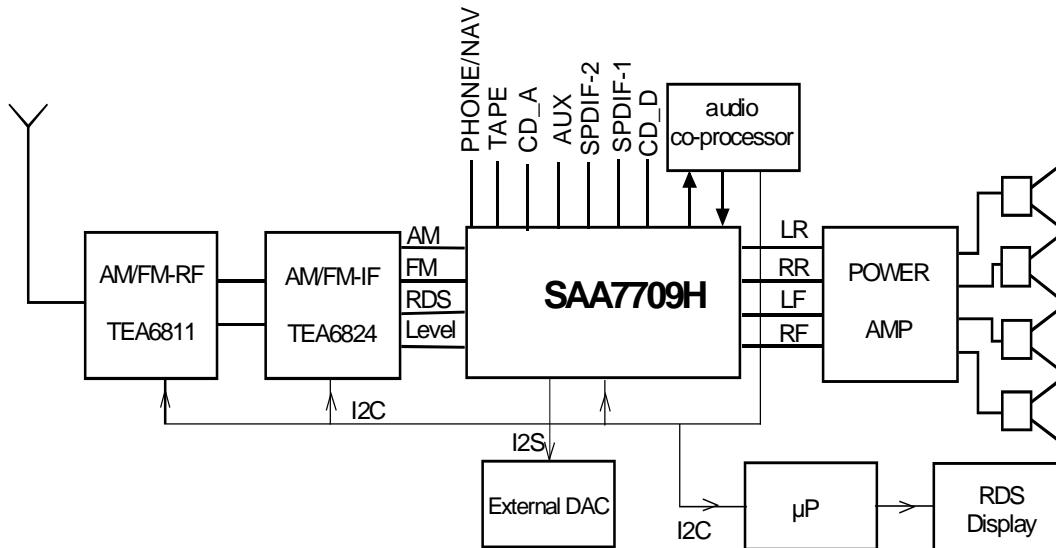 PHONE/NAV
TAPE
CD_A
AUX
SPDIF-2
SPDIF-1
CD_D
audio
co-processor
AM/FM-RF
TEA6811
AM/FM-IF
TEA6824
AM
FM
RDS
Level
SAA7709H
LR
RR
LF
RF
POWER
AMP
I2C
I2S
External DAC
I2C
µP
RDS
Display